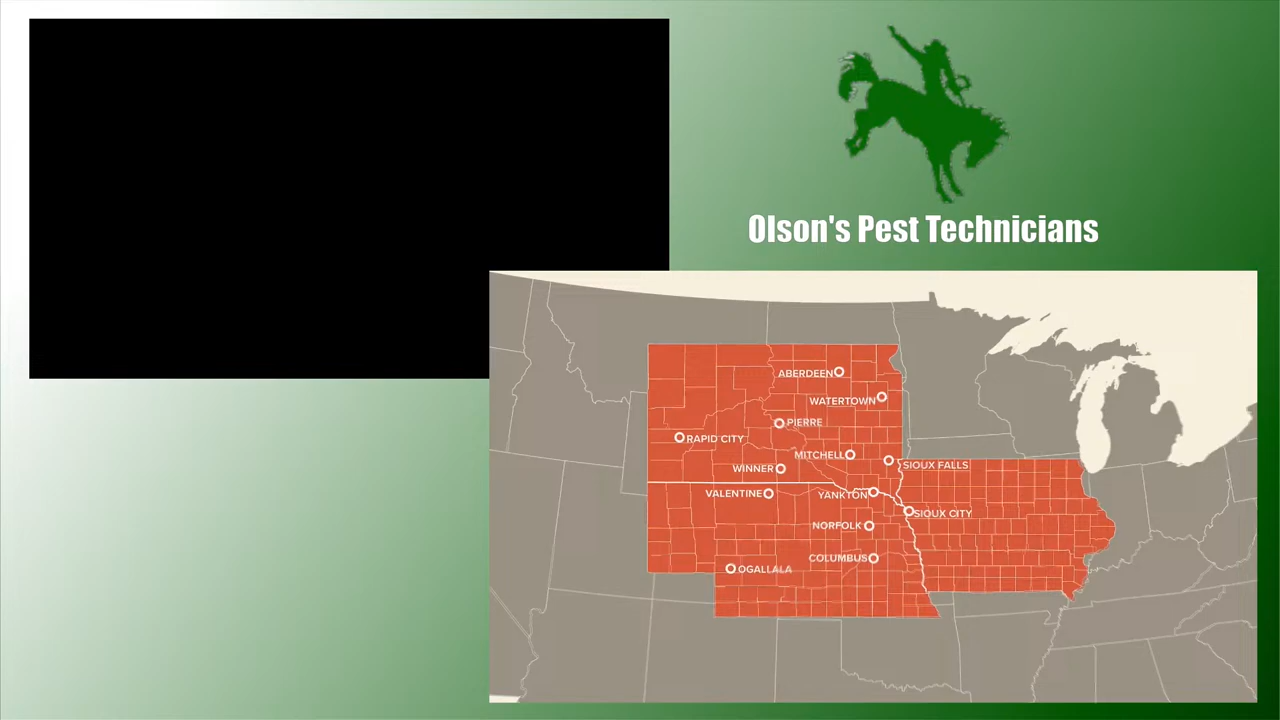 Olson's Pest Technicians
ABERDEEN
WATERTOWN
PIERRE
RAPID CITY
MITCHELL
SIOUX FALLS
WINNER
VALENTINE
YANKTON
SIOUX CITY
NORFOLK
COLUMBUS
OGALLALA